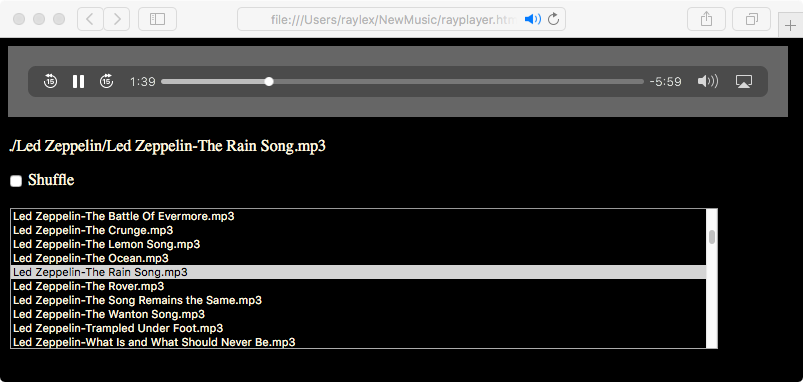 file:///Users/raylex/NewMusic/rayplayer.htm
15
15
1:39
-5:59
./Led Zeppelin/Led Zeppelin-The Rain Song.mp3
Shuffle
Led Zeppelin-The Battle Of Evermore.mp3
Led Zeppelin-The Crunge.mp3
Led Zeppelin-The Lemon Song.mp3
Led Zeppelin-The Ocean.mp3
Led Zeppelin-The Rain Song.mp3
Led Zeppelin-The Rover.mp3
Led Zeppelin-The Song Remains the Same.mp3
Led Zeppelin-The Wanton Song.mp3
Led Zeppelin-Trampled Under Foot.mp3
Led Zeppelin-What Is and What Should Never Be.mp3